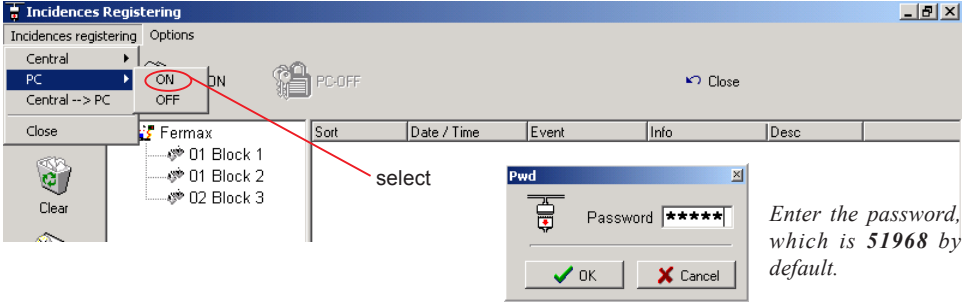 Incidences Registering
Incidences registering Options
Central
PC
Central --> PC
Close
ON
OFF
ON
PC-OFF
Close
Clear
Fermax
01 Block 1
01 Block 2
02 Block 3
Sort Date / Time Event Info Desc
select
Pwd
Password *****
OK Cancel
Enter the password,
which is 51968 by
default.